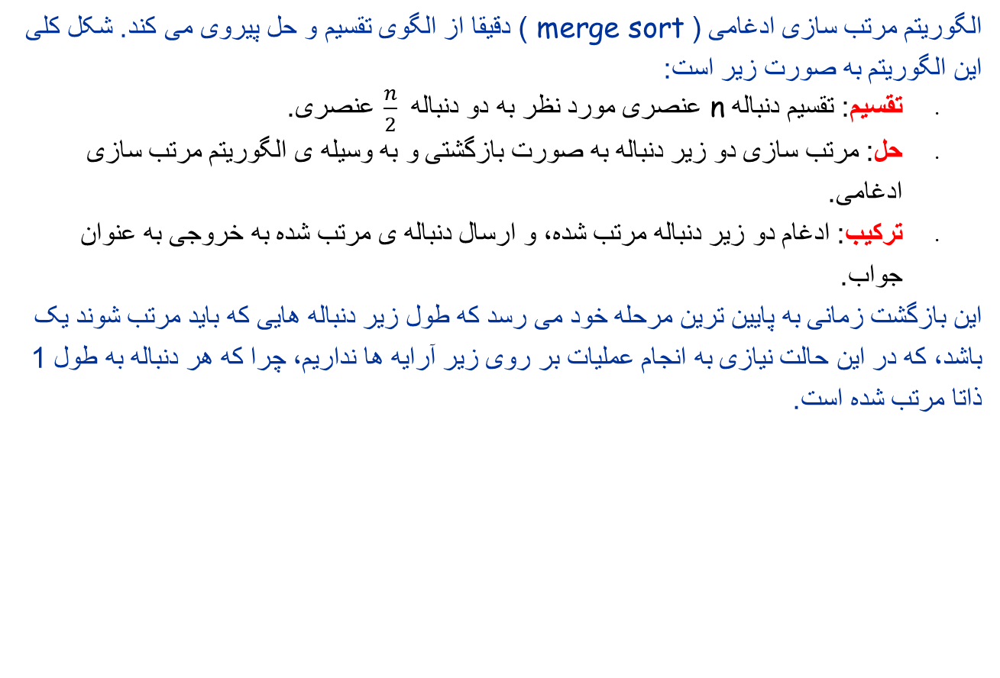 الگوریتم مرتب سازی ادغامی ( merge sort ) دقیقا از الگوی تقسیم و حل پیروی می کند. شکل کلی
این الگوریتم به صورت زیر است:
. تقسیم: تقسیم دنباله n عنصری مورد نظر به دو دنباله n/2 عنصری.
. حل: مرتب سازی دو زیر دنباله به صورت بازگشتی و به وسیله ی الگوریتم مرتب سازی
ادغامی.
. ترکیب: ادغام دو زیر دنباله مرتب شده، و ارسال دنباله ی مرتب شده به خروجی به عنوان
جواب.
این بازگشت زمانی به پایین ترین مرحله خود می رسد که طول زیر دنباله هایی که باید مرتب شوند یک
باشد، که در این حالت نیازی به انجام عملیات بر روی زیر آرایه ها نداریم، چرا که هر دنباله به طول 1
ذاتا مرتب شده است.